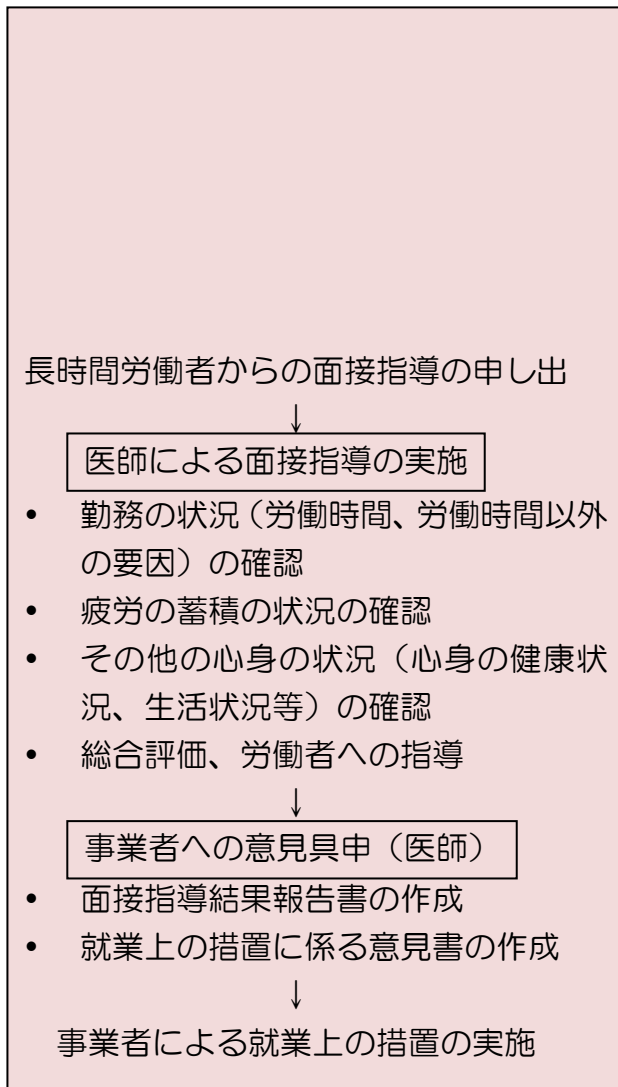 長時間労働者からの面接指導の申し出
↓
医師による面接指導の実施
• 勤務の状況（労働時間、労働時間以外
の要因）の確認
• 疲労の蓄積の状況の確認
• その他の心身の状況（心身の健康状
況、生活状況等）の確認
• 総合評価、労働者への指導
↓
事業者への意見具申（医師）
• 面接指導結果報告書の作成
• 就業上の措置に係る意見書の作成
↓
事業者による就業上の措置の実施